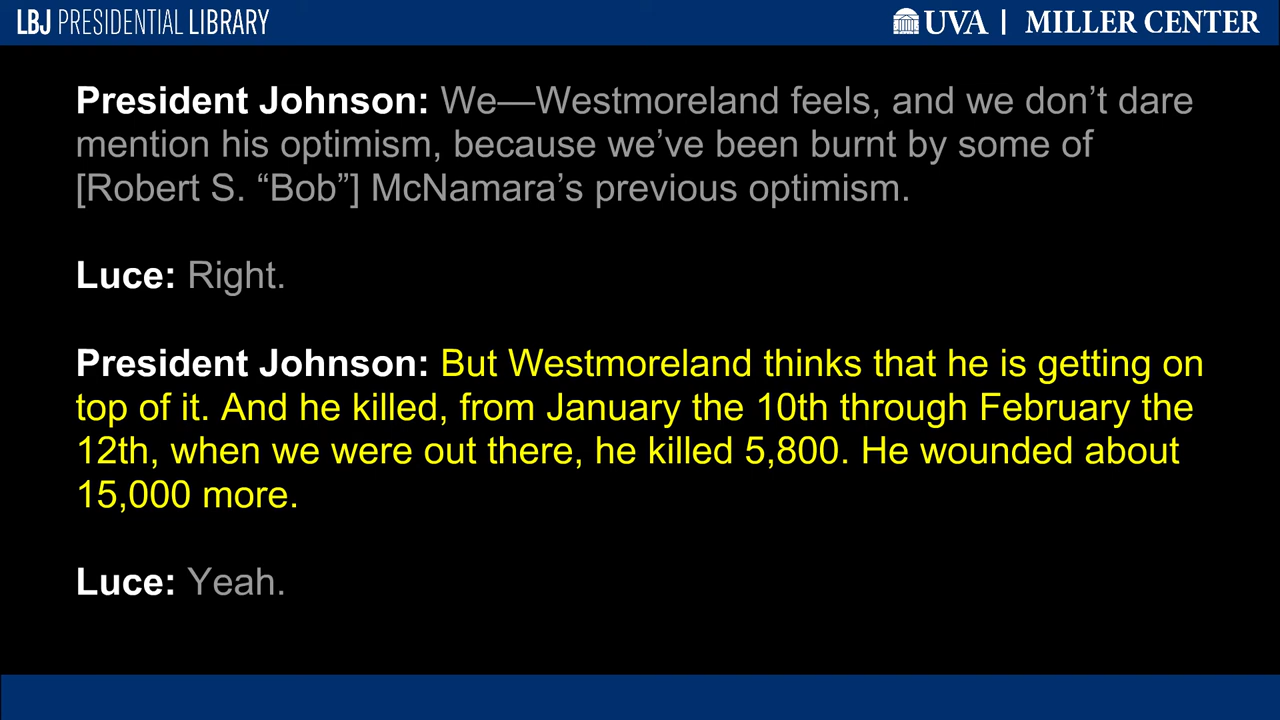 LBJ PRESIDENTIAL LIBRARY
UVA | MILLER CENTER
President Johnson: We—Westmoreland feels, and we don’t dare
mention his optimism, because we’ve been burnt by some of
[Robert S. “Bob”] McNamara’s previous optimism.
Luce: Right.
President Johnson: But Westmoreland thinks that he is getting on
top of it. And he killed, from January the 10th through February the
12th, when we were out there, he killed 5,800. He wounded about
15,000 more.
Luce: Yeah.